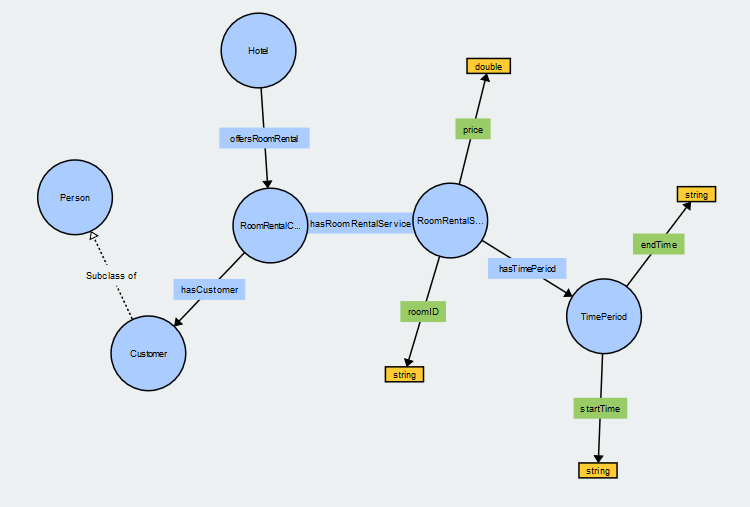 Hotel
double
price
offersRoomRental
Person
string
RoomRentalC...
hasRoomRentalService
RoomRentalS...
endTime
Subclass of
hasTimePeriod
hasCustomer
roomID
TimePeriod
Customer
string
startTime
string